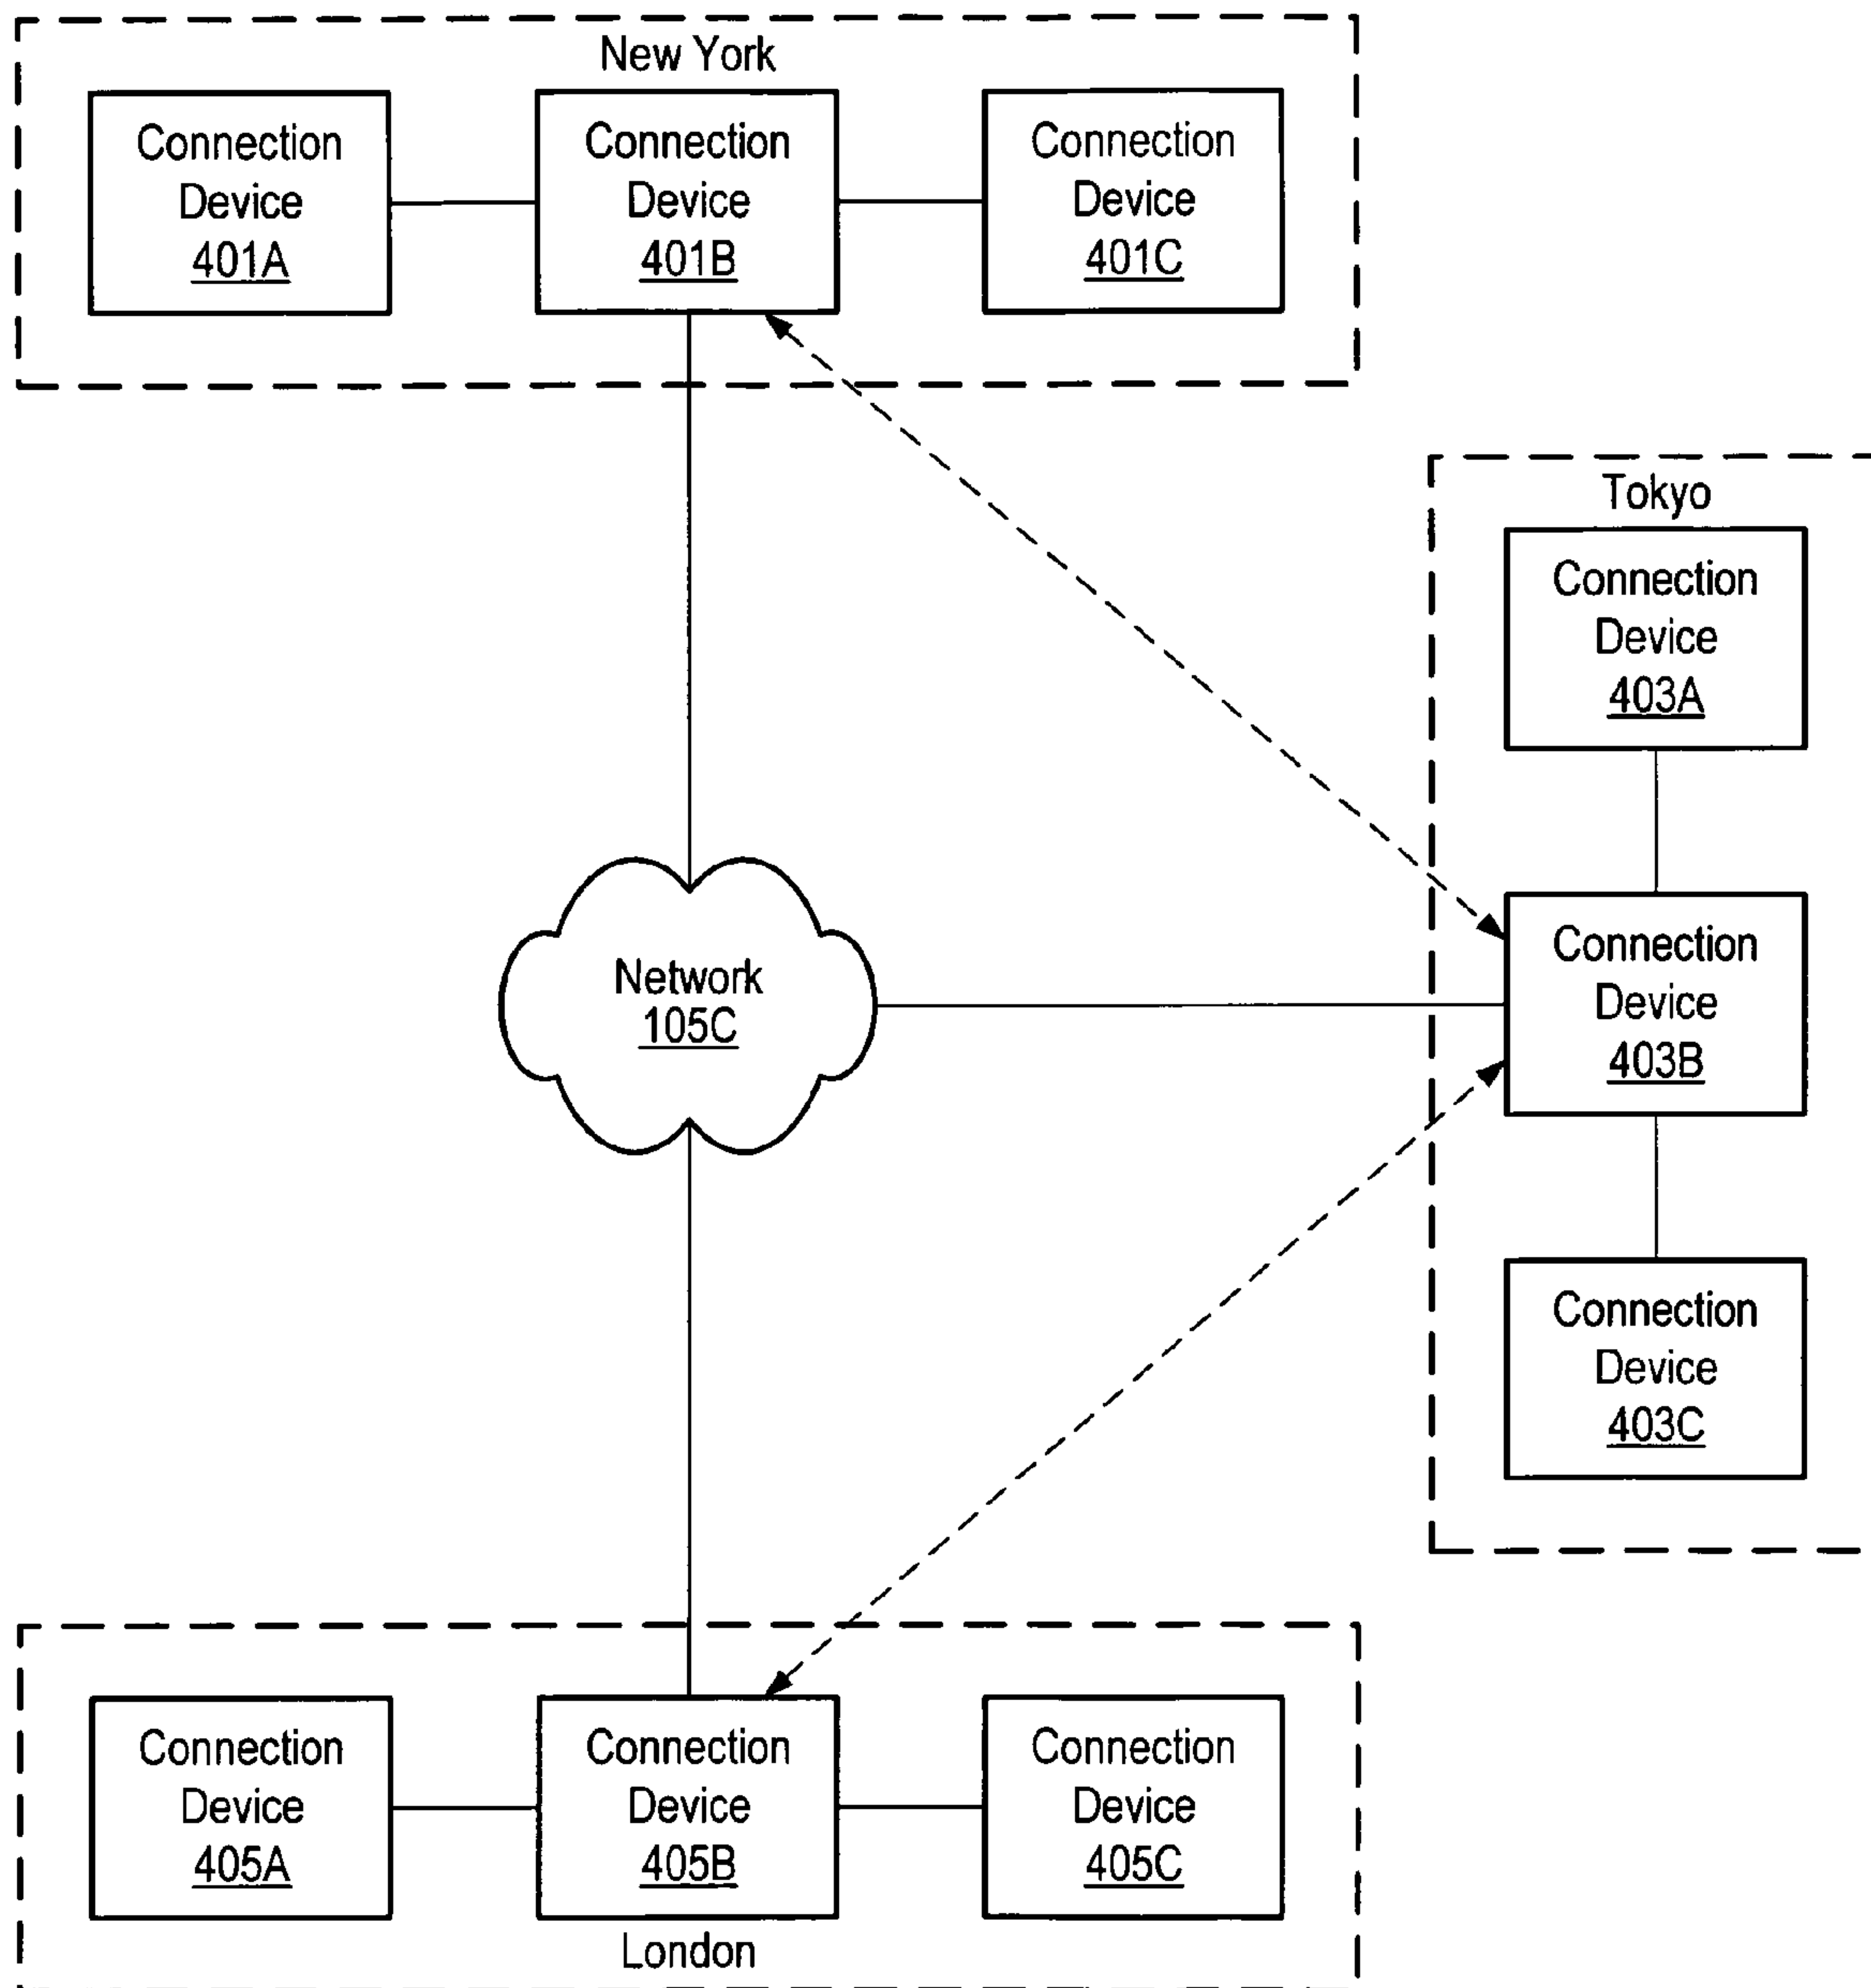 New York
Connection
Device
401A
Connection
Device
401B
Connection
Device
401C
Tokyo
Connection
Device
403A
Connection
Device
403B
Connection
Device
403C
Network
105C
Connection
Device
405A
Connection
Device
405B
Connection
Device
405C
London